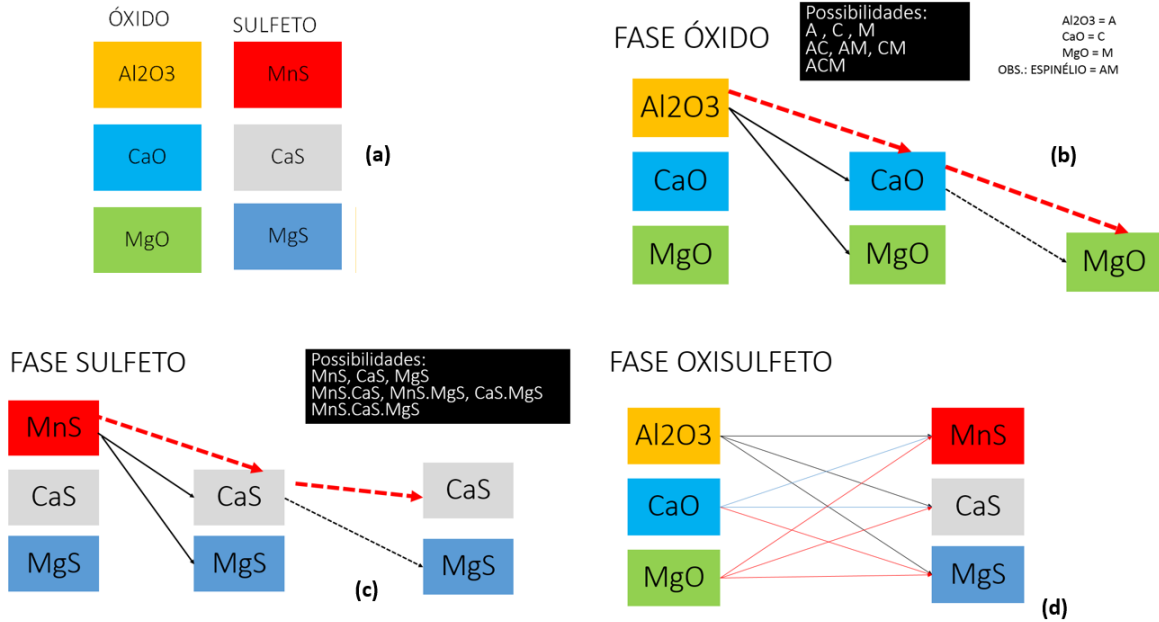 ÓXIDO
SULFETO
Al2O3
MnS
CaO
CaS
MgO
MgS
(a)
FASE ÓXIDO
Possibilidades:
A , C , M
AC, AM, CM
ACM
Al2O3 = A
CaO = C
MgO = M
OBS.: ESPINÉLIO = AM
Al2O3
CaO
CaO
MgO
MgO
MgO
(b)
FASE SULFETO
Possibilidades:
MnS, CaS, MgS
MnS.CaS, MnS.MgS, CaS.MgS
MnS.CaS.MgS
MnS
CaS
CaS
CaS
MgS
MgS
MgS
(c)
FASE OXISULFETO
Al2O3
MnS
CaO
CaS
MgO
MgS
(d)